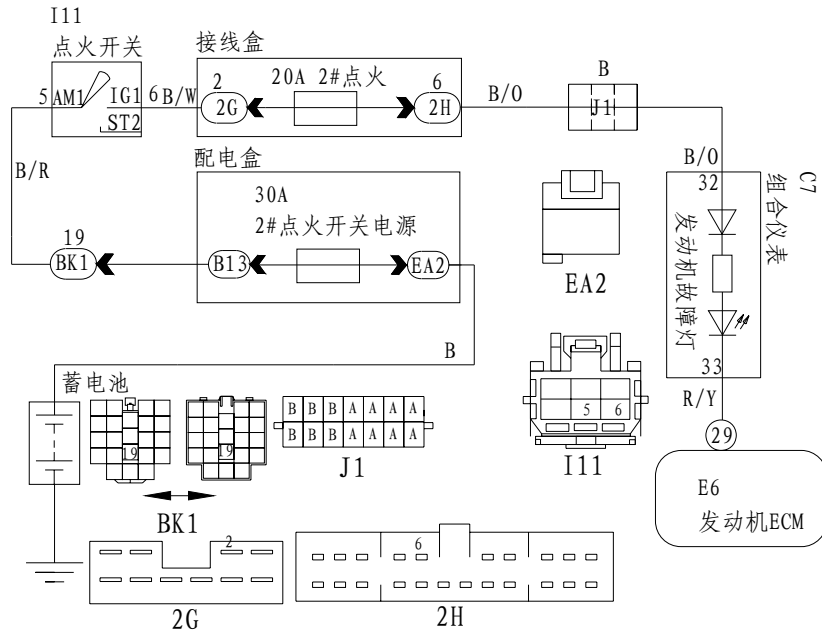 I11
点火开关
接线盒
5
AM1
IG1
ST2
6
B/W
2
2G
20A 2#点火
6
2H
B/O
B
J1
B/R
配电盒
30A
2#点火开关电源
19
BK1
B13
EA2
B
EA2
B/O
32
C7
组合仪表
发动机故障灯
33
R/Y
29
E6
发动机ECM
蓄电池
19
19
BK1
B B B A A A A
B B B A A A A
J1
5 6
I11
2
2G
6
2H